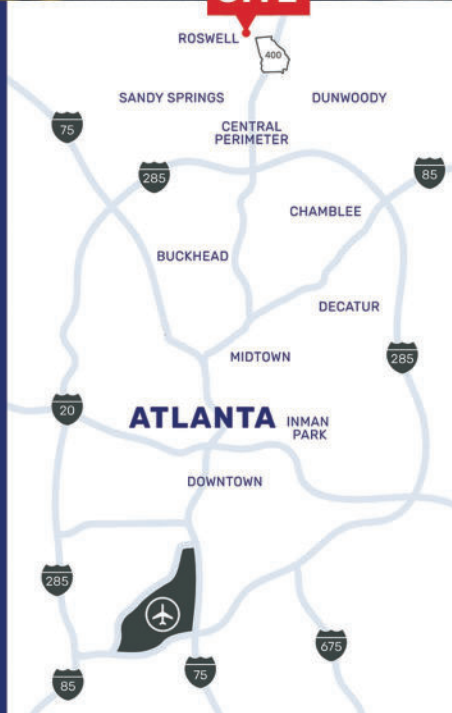 ROSWELL
400
SANDY SPRINGS
DUNWOODY
75
CENTRAL
PERIMETER
285
85
CHAMBLEE
BUCKHEAD
DECATUR
285
MIDTOWN
20
ATLANTA
INMAN
PARK
DOWNTOWN
285
675
85
75